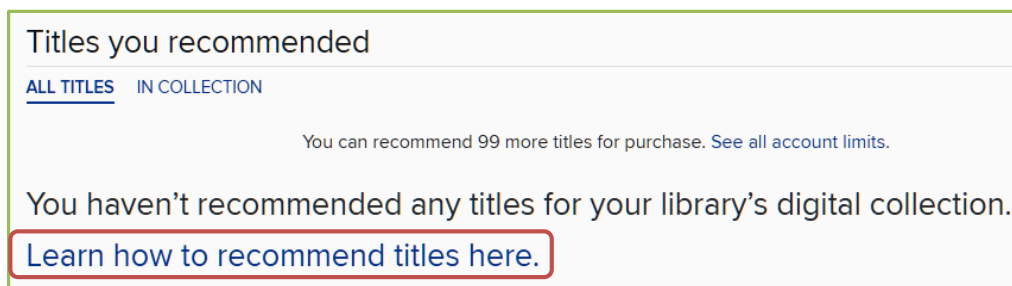 Titles you recommended
ALL TITLES IN COLLECTION
You can recommend 99 more titles for purchase. See all account limits.
You haven’t recommended any titles for your library’s digital collection.
Learn how to recommend titles here.